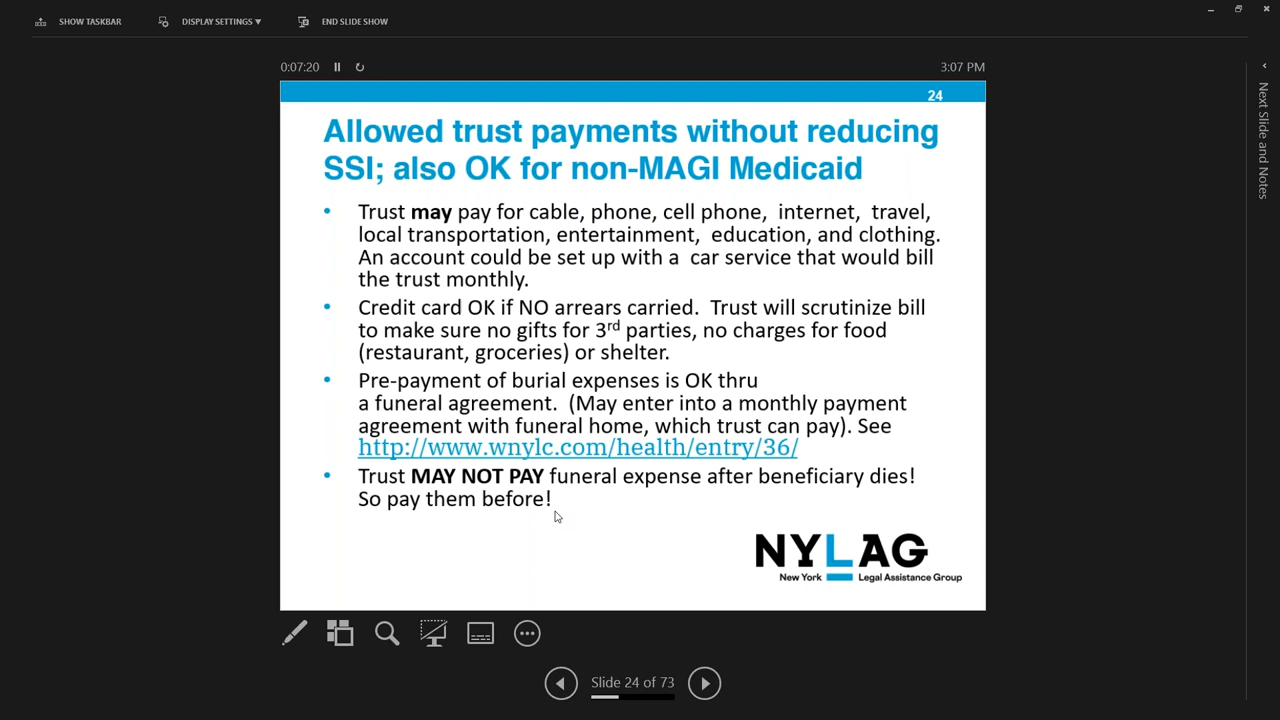 SHOW TASKBAR
DISPLAY SETTINGS
END SLIDE SHOW
0:07:20
3:07 PM
Next Slide and Notes
24
Allowed trust payments without reducing
SSI; also OK for non-MAGI Medicaid
• Trust may pay for cable, phone, cell phone, internet, travel,
local transportation, entertainment, education, and clothing.
An account could be set up with a car service that would bill
the trust monthly.
• Credit card OK if NO arrears carried. Trust will scrutinize bill
to make sure no gifts for 3rd parties, no charges for food
(restaurant, groceries) or shelter.
• Pre-payment of burial expenses is OK thru
a funeral agreement. (May enter into a monthly payment
agreement with funeral home, which trust can pay). See
http://www.wnylc.com/health/entry/36/
• Trust MAY NOT PAY funeral expense after beneficiary dies!
So pay them before!
NYLAG
New York Legal Assistance Group
Slide 24 of 73